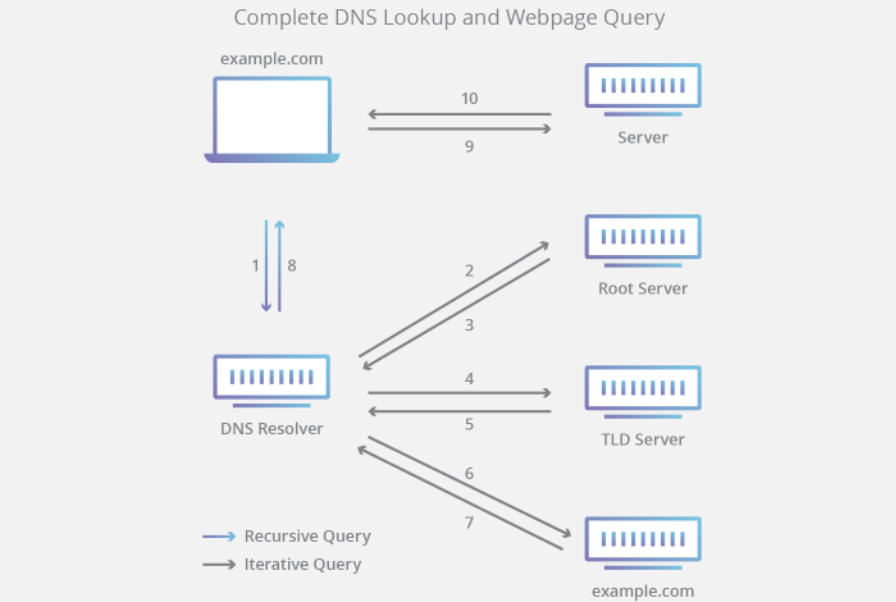 Complete DNS Lookup and Webpage Query
example.com
10
9
Server
1
8
2
3
Root Server
4
5
DNS Resolver
TLD Server
6
7
Recursive Query
Iterative Query
example.com